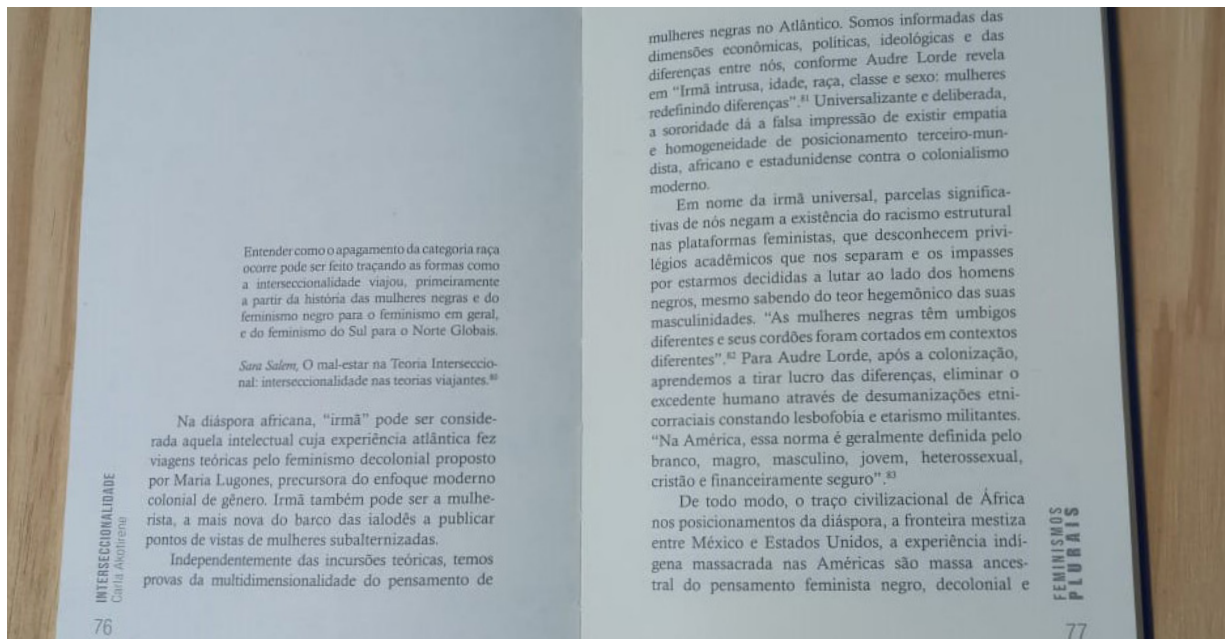 Entender como o apagamento da categoria raça
ocorre pode ser feito traçando as formas como
a interseccionalidade viajou, primeiramente
a partir da história das mulheres negras e do
feminismo negro para o feminismo em geral,
e do feminismo do Sul para o Norte Globais.
Sara Salem, O mal-estar na Teoria Interseccio-
nal: interseccionalidade nas teorias viajantes.⁸⁰
Na diáspora africana, “irmã” pode ser conside-
rada aquela intelectual cuja experiência atlântica fez
viagens teóricas pelo feminismo decolonial proposto
por Maria Lugones, precursora do enfoque moderno
colonial de gênero. Irmã também pode ser a mulhe-
rista, a mais nova do barco das ialodês a publicar
pontos de vistas de mulheres subalternizadas.
Independentemente das incursões teóricas, temos
provas da multidimensionalidade do pensamento de
INTERSECCIONALIDADE
Carla Akotirene
76
mulheres negras no Atlântico. Somos informadas das
dimensões econômicas, políticas, ideológicas e das
diferenças entre nós, conforme Audre Lorde revela
em “Irmã intrusa, idade, raça, classe e sexo: mulheres
redefinindo diferenças”.⁸¹ Universalizante e deliberada,
a sororidade dá a falsa impressão de existir empatia
e homogeneidade de posicionamento terceiro-mun-
dista, africano e estadunidense contra o colonialismo
moderno.
Em nome da irmã universal, parcelas significa-
tivas de nós negam a existência do racismo estrutural
nas plataformas feministas, que desconhecem privi-
légios acadêmicos que nos separam e os impasses
por estarmos decididas a lutar ao lado dos homens
negros, mesmo sabendo do teor hegemônico das suas
masculinidades. “As mulheres negras têm umbigos
diferentes e seus cordões foram cortados em contextos
diferentes”.⁸² Para Audre Lorde, após a colonização,
aprendemos a tirar lucro das diferenças, eliminar o
excedente humano através de desumanizações etni-
corraciais constando lesbofobia e etarismo militantes.
“Na América, essa norma é geralmente definida pelo
branco, magro, masculino, jovem, heterossexual,
cristão e financeiramente seguro”.⁸³
De todo modo, o traço civilizacional de África
nos posicionamentos da diáspora, a fronteira mestiza
entre México e Estados Unidos, a experiência indí-
gena massacrada nas Américas são massa ances-
tral do pensamento feminista negro, decolonial e
FEMINISMOS
PLURAIS
77